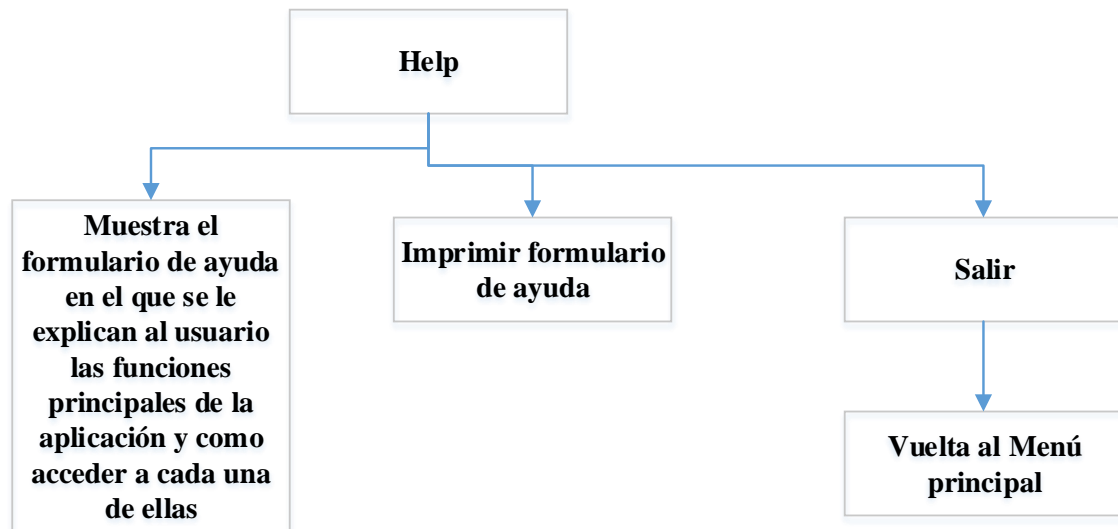 Help
Muestra el
formulario de ayuda
en el que se le
explican al usuario
las funciones
principales de la
aplicación y como
acceder a cada una
de ellas
Imprimir formulario
de ayuda
Salir
Vuelta al Menú
principal